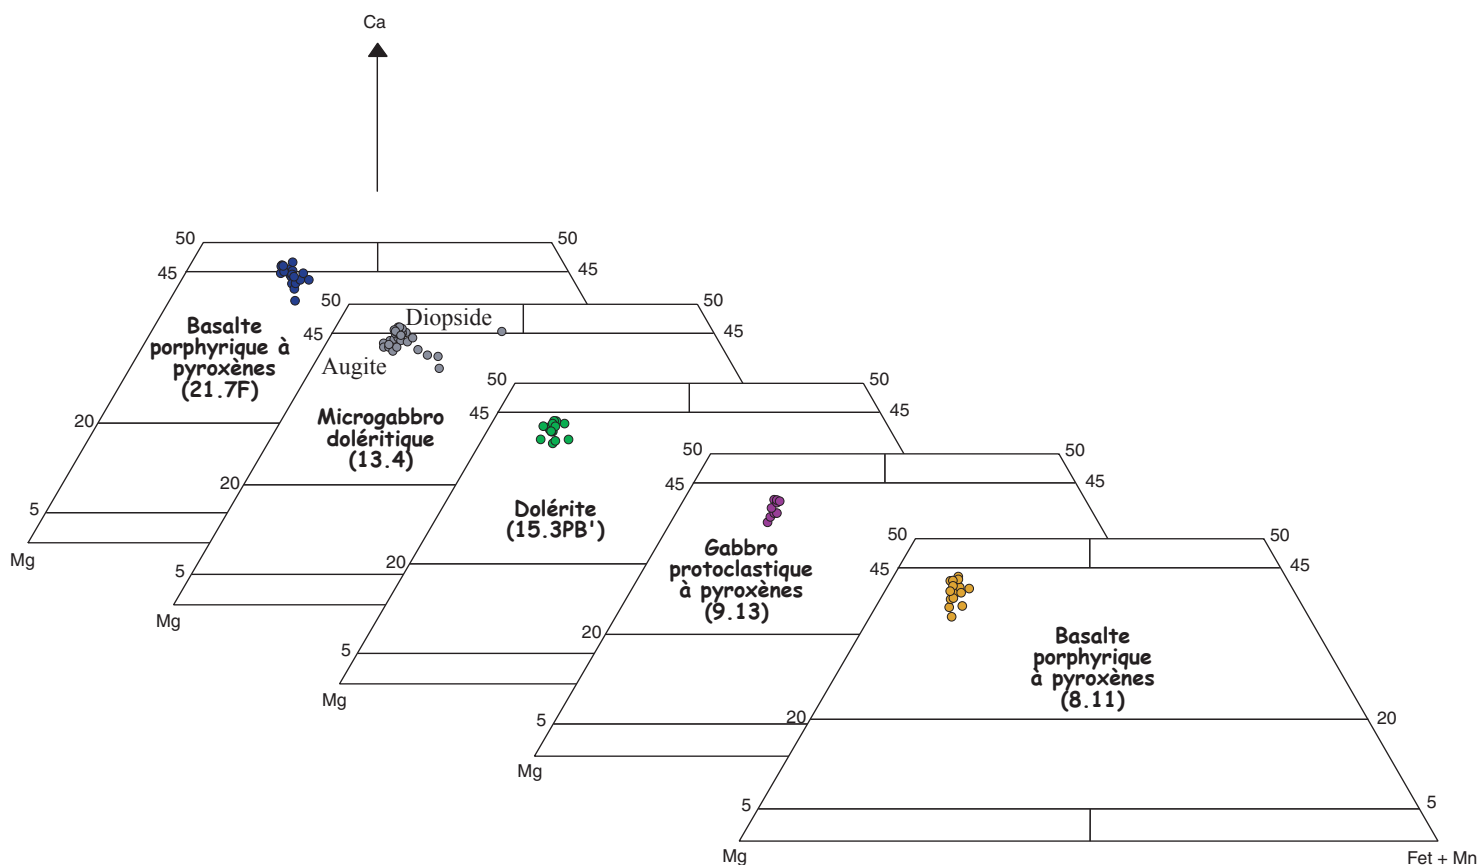 Ca
50
50
45
45
Basalte
porphyrique à
pyroxènes
(21.7F)
20
5
Mg
50
50
45
45
Diopside
Augite
Microgabbro
doléritique
(13.4)
20
5
Mg
50
50
45
45
Dolérite
(15.3PB')
20
5
Mg
50
50
45
45
Gabbro
protoclastique
à pyroxènes
(9.13)
20
5
Mg
50
50
45
45
Basalte
porphyrique
à pyroxènes
(8.11)
20
20
5
5
Mg
Fet + Mn